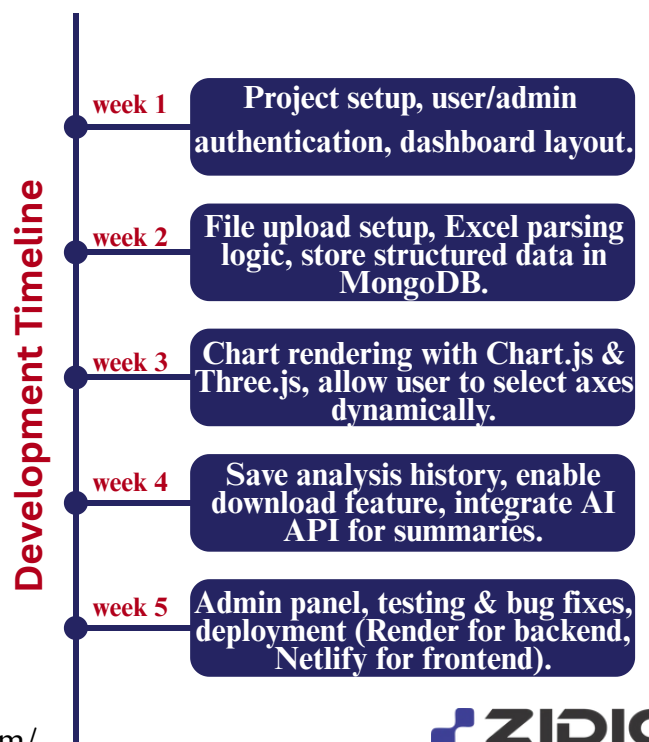 Development Timeline
week 1
Project setup, user/admin
authentication, dashboard layout.
week 2
File upload setup, Excel parsing
logic, store structured data in
MongoDB.
week 3
Chart rendering with Chart.js &
Three.js, allow user to select axes
dynamically.
week 4
Save analysis history, enable
download feature, integrate AI
API for summaries.
week 5
Admin panel, testing & bug fixes,
deployment (Render for backend,
Netlify for frontend).
m/